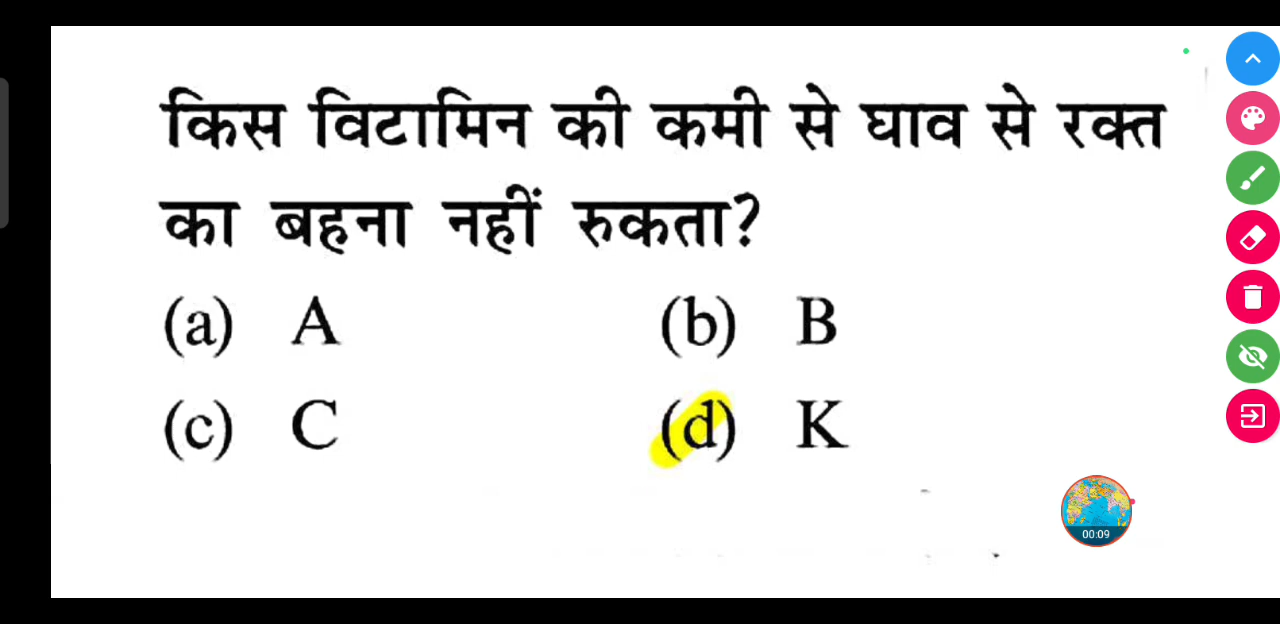 किस विटामिन की कमी से घाव से रक्त
का बहना नहीं रुकता?
(a) A (b) B
(c) C (d) K
00:09